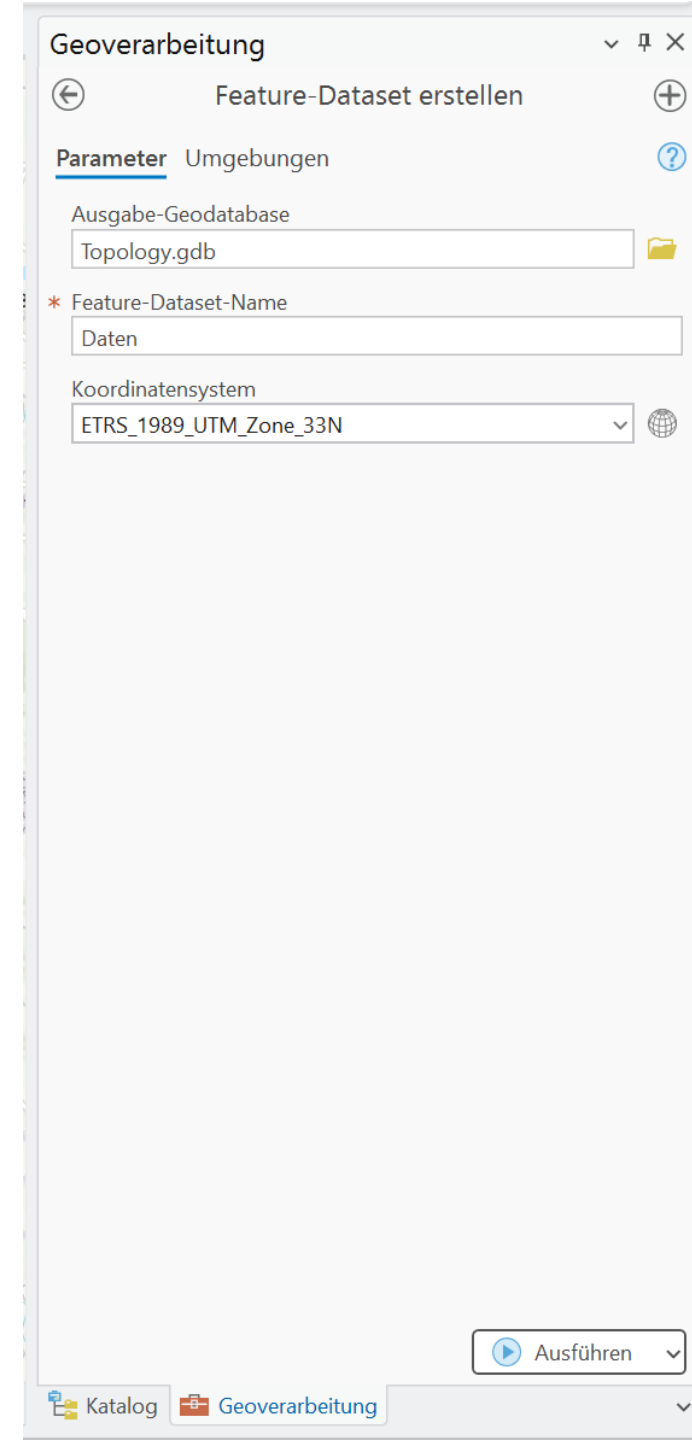 Geoverarbeitung
Feature-Dataset erstellen
Parameter Umgebungen
Ausgabe-Geodatabase
Topology.gdb
* Feature-Dataset-Name
Daten
Koordinatensystem
ETRS_1989_UTM_Zone_33N
Ausführen
Katalog Geoverarbeitung